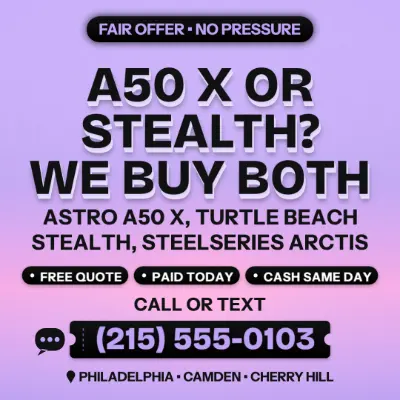 FAIR OFFER • NO PRESSURE
A50 X OR
STEALTH?
WE BUY BOTH
ASTRO A50 X, TURTLE BEACH
STEALTH, STEELSERIES ARCTIS
• FREE QUOTE • PAID TODAY • CASH SAME DAY
CALL OR TEXT
(215) 555-0103
PHILADELPHIA • CAMDEN • CHERRY HILL